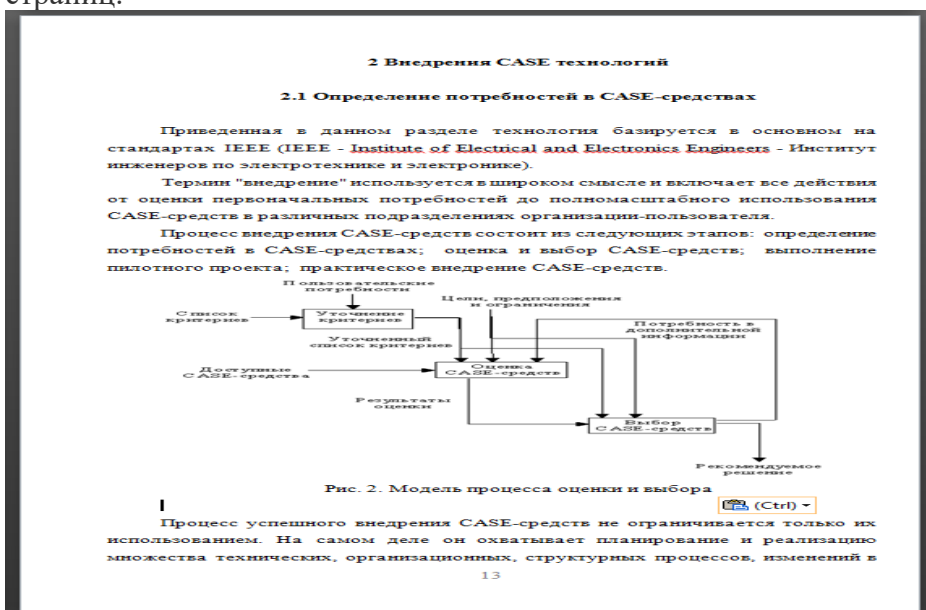 страниц.
2 Внедрения CASE технологий
2.1 Определение потребностей в CASE-средствах
Приведенная в данном разделе технология базируется в основном на
стандартах IEEE (IEEE - Institute of Electrical and Electronics Engineers - Институт
инженеров по электротехнике и электронике).
Термин "внедрение" используется в широком смысле и включает все действия
от оценки первоначальных потребностей до полномасштабного использования
CASE-средств в различных подразделениях организации-пользователя.
Процесс внедрения CASE-средств состоит из следующих этапов: определение
потребностей в CASE-средствах; оценка и выбор CASE-средств; выполнение
пилотного проекта; практическое внедрение CASE-средств.
Пользовательские
потребности
Цели, предположения
и ограничения
Список
критериев
Уточнение
критериев
Потребность в
дополнительной
информации
Уточненный
список критериев
Доступные
CASE-средства
Оценка
CASE-средств
Результаты
оценки
Выбор
CASE-средств
Рекомендуемое
решение
Рис. 2. Модель процесса оценки и выбора
(Ctrl)
Процесс успешного внедрения CASE-средств не ограничивается только их
использованием. На самом деле он охватывает планирование и реализацию
множества технических, организационных, структурных процессов, изменений в
13